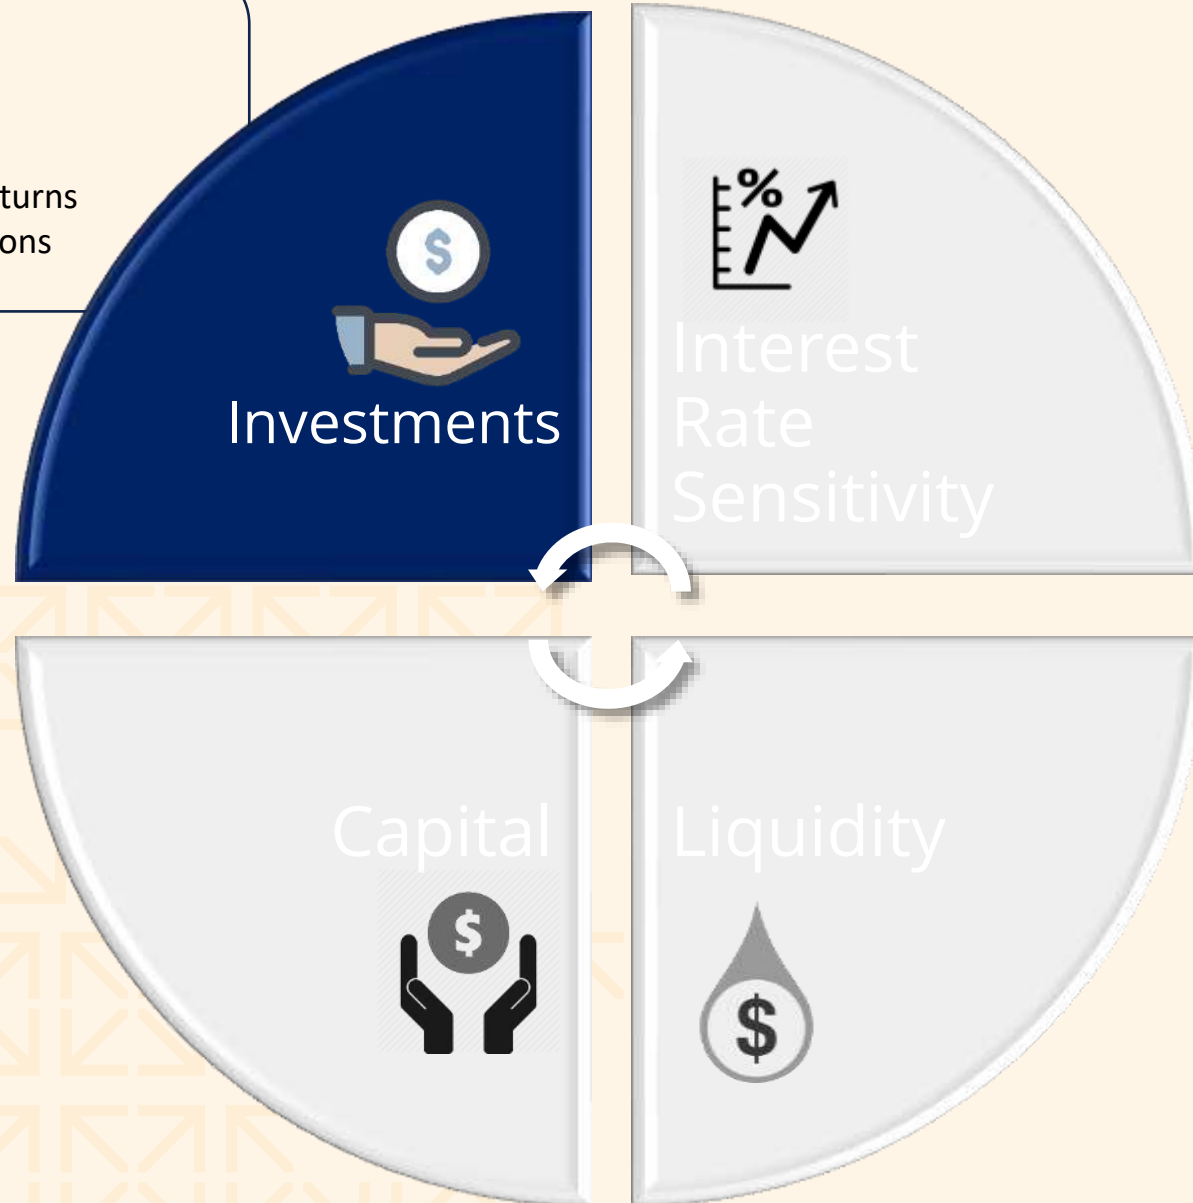 turns
ons
$
Investments
%
Interest
Rate
Sensitivity
Capital
$
Liquidity
$